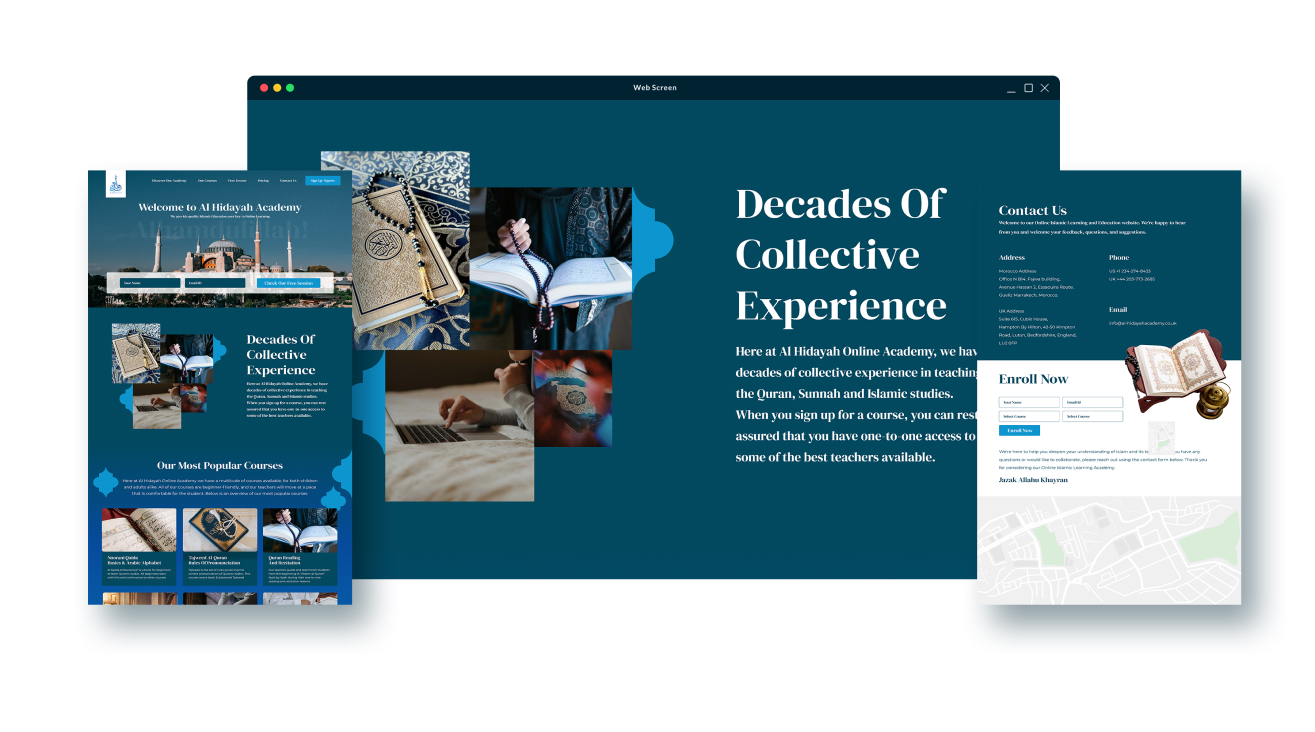 Web Screen
Discover Our Academy
Our Courses
Free Lesson
Pricing
Contact Us
Sign Up / Sign In
Welcome to Al Hidayah Academy
We provide quality Islamic Education, your key to Online Learning
Alhamdulillah
Your Name
Email ID
Check Our Free Session
Decades Of
Collective
Experience
Here at Al Hidayah Online Academy, we have
decades of collective experience in teaching
the Quran, Sunnah and Islamic studies.
When you sign up for a course, you can rest
assured that you have one-to-one access to
some of the best teachers available.
Our Most Popular Courses
Here at Al Hidayah Online Academy we have a multitude of courses available, for both children
and adults alike. All of our courses are beginner-friendly, and our teachers will move at a pace
that is comfortable for the student. Below is an overview of our most popular courses.
Noorani Qaida
Basics & Arabic Alphabet
Tajweed Al-Quran
Rules Of Pronunciation
Quran Reading
And Recitation
Decades Of
Collective
Experience
Here at Al Hidayah Online Academy, we hav
decades of collective experience in teaching
the Quran, Sunnah and Islamic studies.
When you sign up for a course, you can rest
assured that you have one-to-one access to
some of the best teachers available.
Contact Us
Welcome to our Online Islamic Learning and Education website. We're happy to hear
from you and welcome your feedback, questions, and suggestions.
Address
Morocco Address
Office N B14, Fajwa building,
Avenue Hassan 2, Essaouira Route,
Gueliz Marrakech, Morocco.
UK Address
Suite 615, Cubic House,
Hampton By Hilton, 42-50 Kimpton
Road, Luton, Bedfordshire, England,
LU2 0FP
Phone
US +1 234-374-8433
UK +44 203-773-2685
Email
info@al-hidayahacademy.co.uk
Enroll Now
Your Name
Email ID
Select Course
Select Course
Enroll Now
We're here to help you deepen your understanding of Islam and its te you have any
questions or would like to collaborate, please reach out using the contact form below. Thank you
for considering our Online Islamic Learning Academy.
Jazak Allahu Khayran